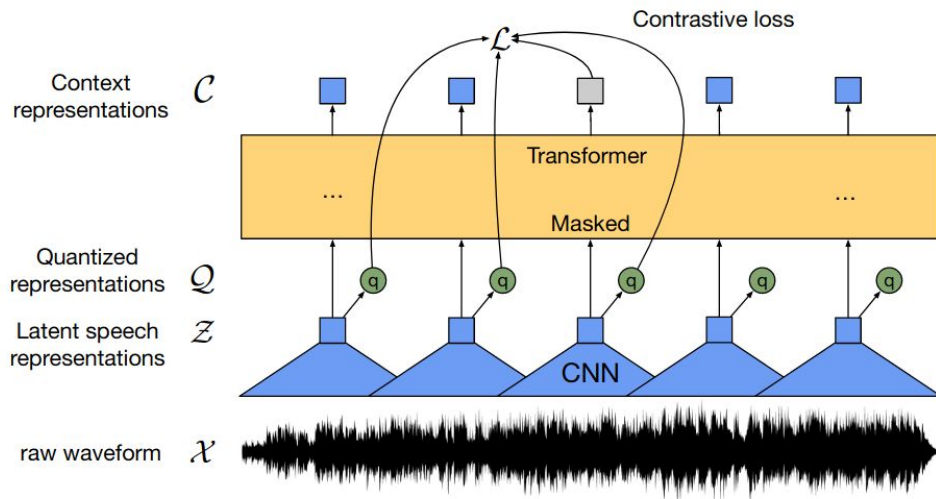 Contrastive loss
ℒ
Context
representations
𝒞
Transformer
... ...
Masked
Quantized
representations
𝒬
q q q q q
Latent speech
representations
𝒵
CNN
raw waveform
𝒳